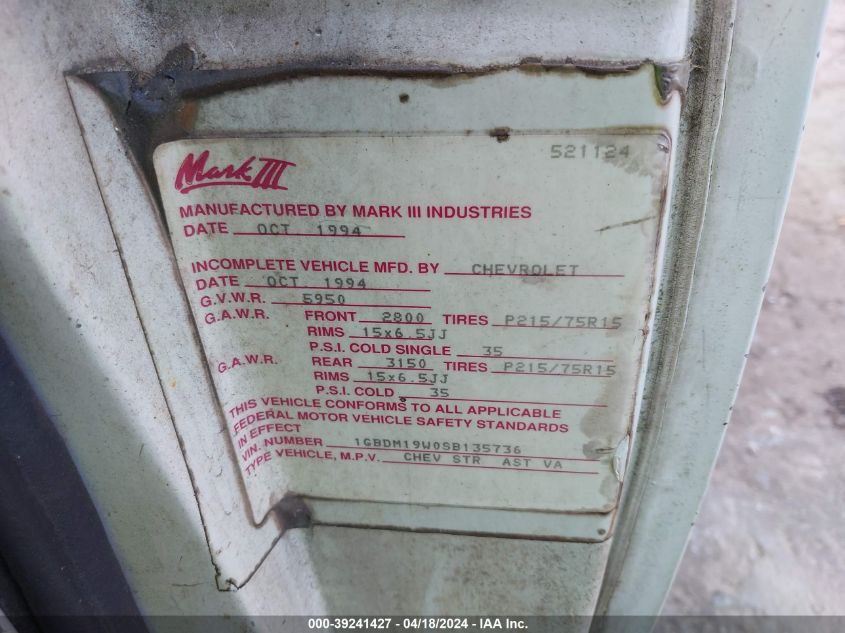 Mark III
521124
MANUFACTURED BY MARK III INDUSTRIES
DATE OCT 1994
INCOMPLETE VEHICLE MFD. BY CHEVROLET
DATE OCT 1994
G.V.W.R. 5950
G.A.W.R. FRONT 2800 TIRES P215/75R15
RIMS 15x6.5JJ
P.S.I. COLD SINGLE 35
G.A.W.R. REAR 3150 TIRES P215/75R15
RIMS 15x6.5JJ
P.S.I. COLD 35
THIS VEHICLE CONFORMS TO ALL APPLICABLE
FEDERAL MOTOR VEHICLE SAFETY STANDARDS
IN EFFECT
VIN. NUMBER 1GBDM19W0SB135736
TYPE VEHICLE, M.P.V. CHEV STR AST VA
000-39241427 - 04/18/2024 - IAA Inc.